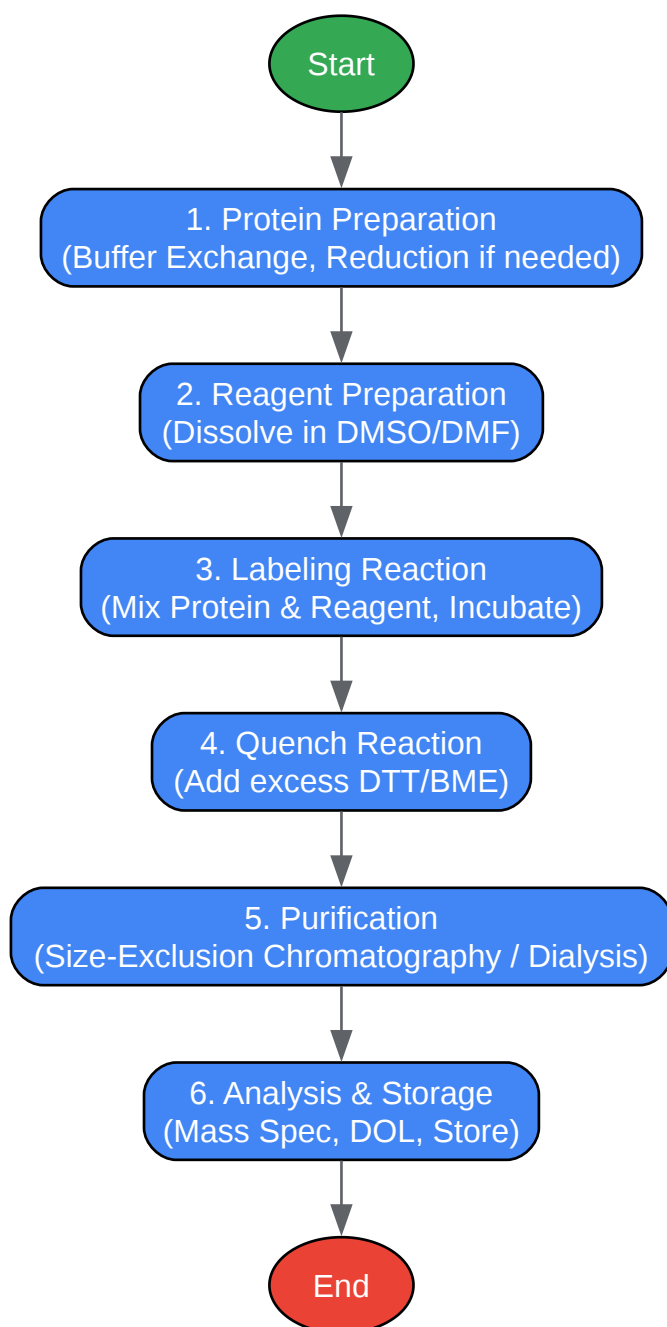 Start
1. Protein Preparation
(Buffer Exchange, Reduction if needed)
2. Reagent Preparation
(Dissolve in DMSO/DMF)
3. Labeling Reaction
(Mix Protein & Reagent, Incubate)
4. Quench Reaction
(Add excess DTT/BME)
5. Purification
(Size-Exclusion Chromatography / Dialysis)
6. Analysis & Storage
(Mass Spec, DOL, Store)
End